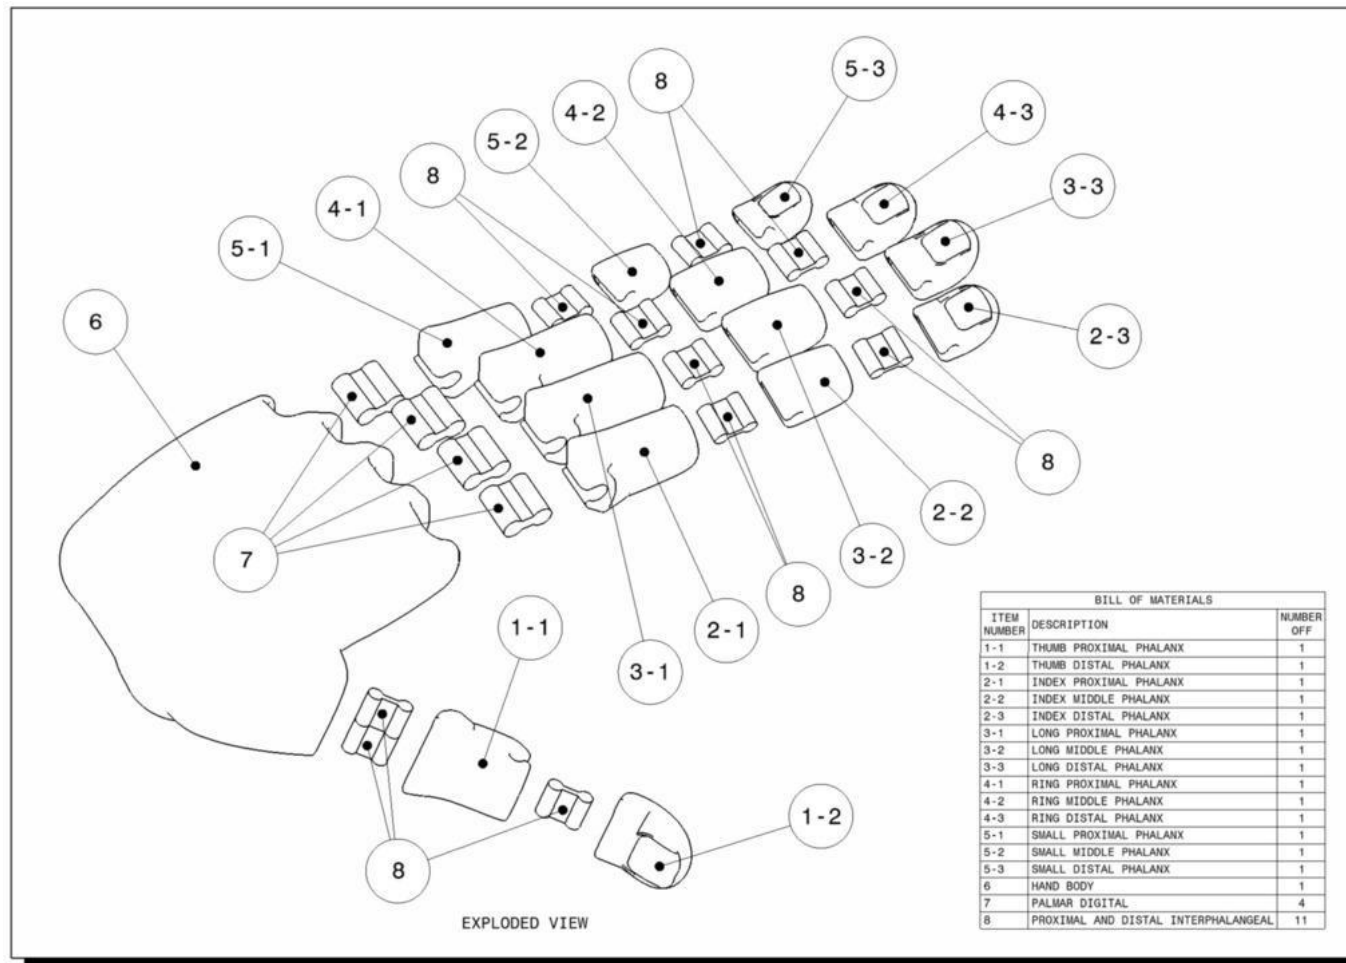 5-3
8
4-3
4-2
5-2
8
3-3
4-1
5-1
6
2-3
8
2-2
7
3-2
8
1-1
2-1
3-1
1-2
8
EXPLODED VIEW
BILL OF MATERIALS
ITEM NUMBER DESCRIPTION NUMBER OFF
1-1 THUMB PROXIMAL PHALANX 1
1-2 THUMB DISTAL PHALANX 1
2-1 INDEX PROXIMAL PHALANX 1
2-2 INDEX MIDDLE PHALANX 1
2-3 INDEX DISTAL PHALANX 1
3-1 LONG PROXIMAL PHALANX 1
3-2 LONG MIDDLE PHALANX 1
3-3 LONG DISTAL PHALANX 1
4-1 RING PROXIMAL PHALANX 1
4-2 RING MIDDLE PHALANX 1
4-3 RING DISTAL PHALANX 1
5-1 SMALL PROXIMAL PHALANX 1
5-2 SMALL MIDDLE PHALANX 1
5-3 SMALL DISTAL PHALANX 1
6 HAND BODY 1
7 PALMAR DIGITAL 4
8 PROXIMAL AND DISTAL INTERPHALANGEAL 11